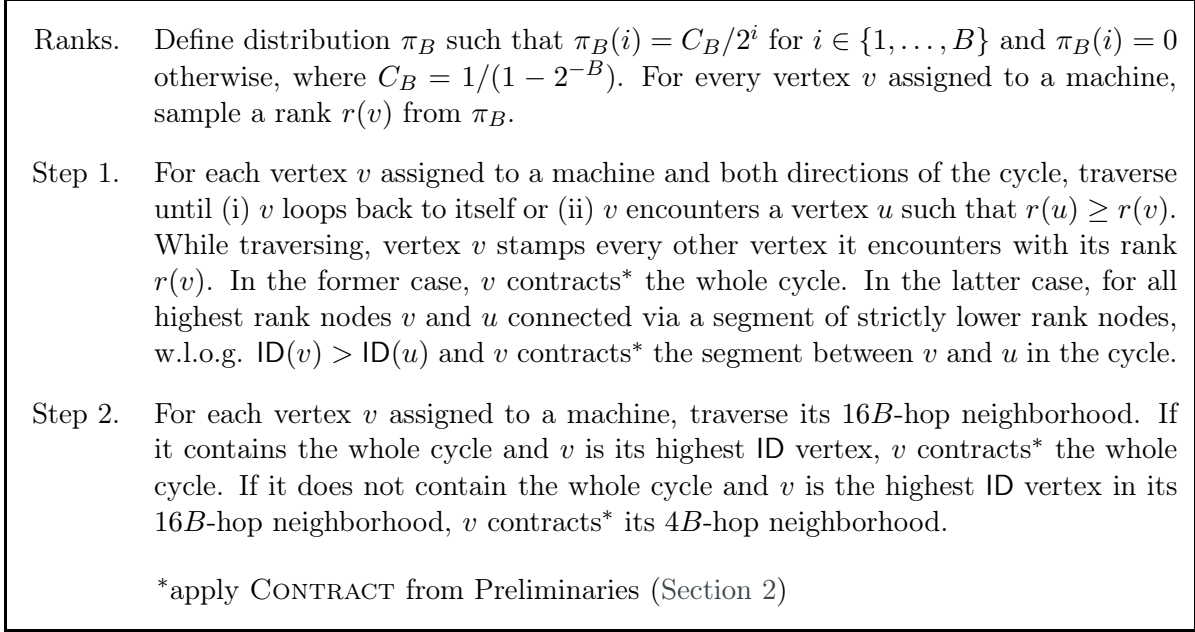 Ranks. Define distribution π_B such that π_B(i) = C_B/2^i for i ∈ {1, . . . , B} and π_B(i) = 0
otherwise, where C_B = 1/(1 − 2^{−B}). For every vertex v assigned to a machine,
sample a rank r(v) from π_B.
Step 1. For each vertex v assigned to a machine and both directions of the cycle, traverse
until (i) v loops back to itself or (ii) v encounters a vertex u such that r(u) ≥ r(v).
While traversing, vertex v stamps every other vertex it encounters with its rank
r(v). In the former case, v contracts* the whole cycle. In the latter case, for all
highest rank nodes v and u connected via a segment of strictly lower rank nodes,
w.l.o.g. ID(v) > ID(u) and v contracts* the segment between v and u in the cycle.
Step 2. For each vertex v assigned to a machine, traverse its 16B-hop neighborhood. If
it contains the whole cycle and v is its highest ID vertex, v contracts* the whole
cycle. If it does not contain the whole cycle and v is the highest ID vertex in its
16B-hop neighborhood, v contracts* its 4B-hop neighborhood.
*apply CONTRACT from Preliminaries (Section 2)